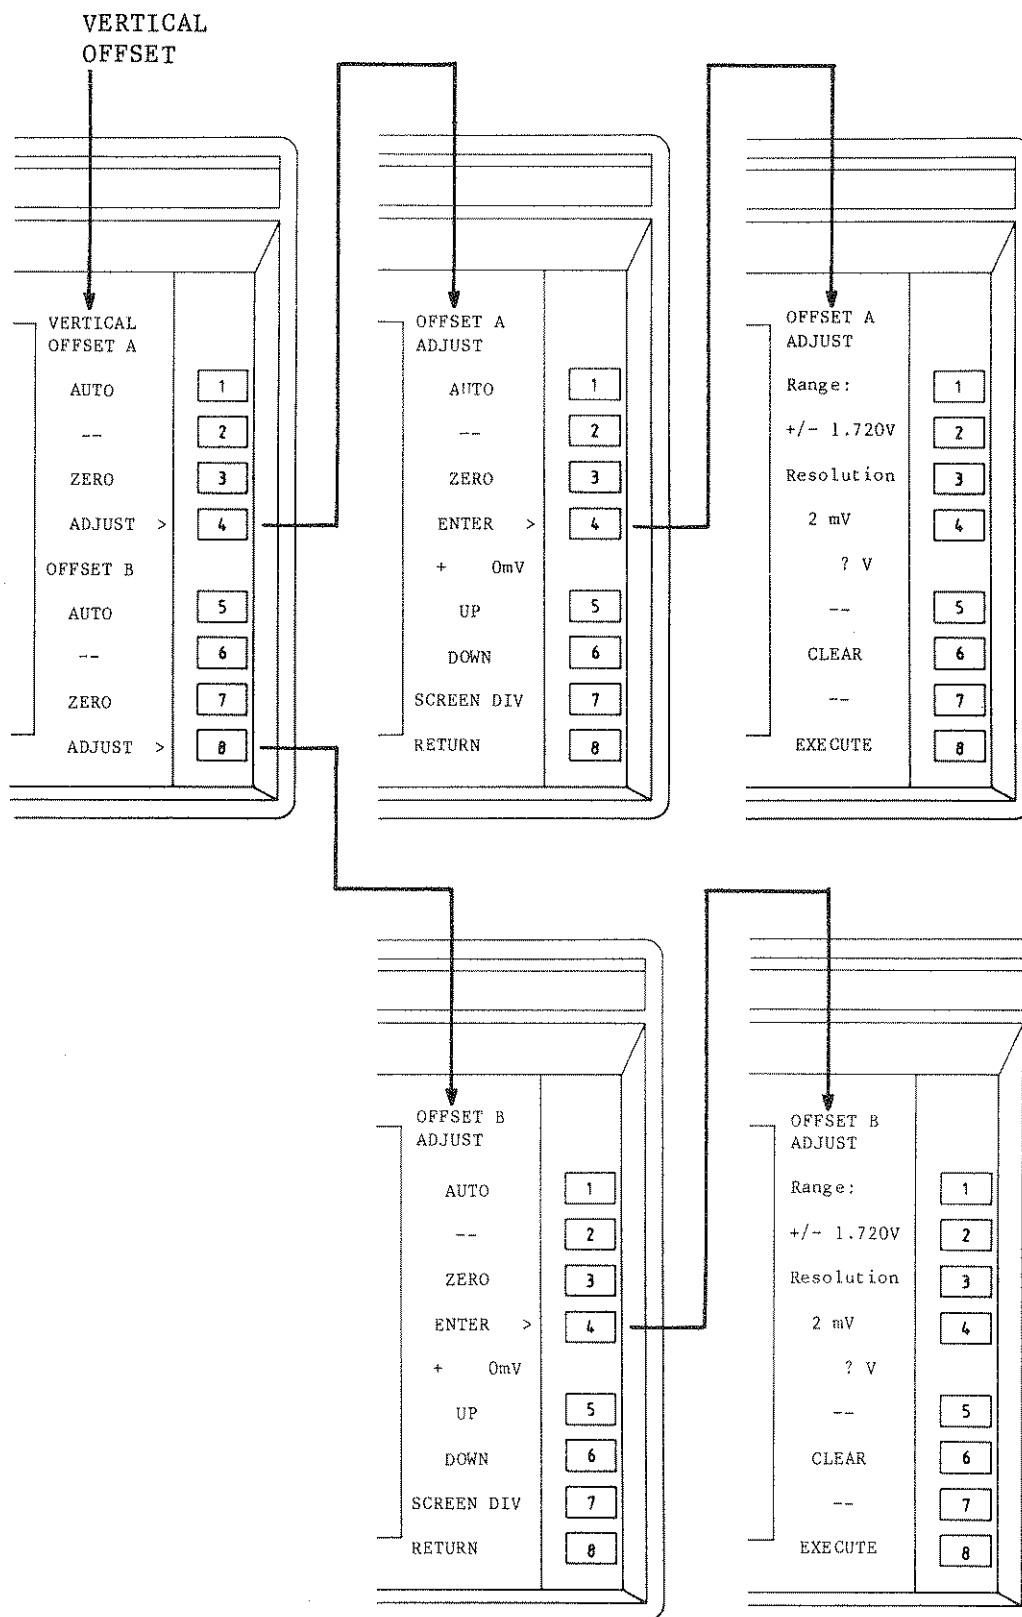 VERTICAL
OFFSET
VERTICAL
OFFSET A
AUTO 1
-- 2
ZERO 3
ADJUST > 4
OFFSET B
AUTO 5
-- 6
ZERO 7
ADJUST > 8
OFFSET A
ADJUST
AUTO 1
-- 2
ZERO 3
ENTER > 4
+ 0mV
UP 5
DOWN 6
SCREEN DIV 7
RETURN 8
OFFSET A
ADJUST
Range: 1
+/- 1.720V 2
Resolution 3
2 mV 4
? V
-- 5
CLEAR 6
-- 7
EXECUTE 8
OFFSET B
ADJUST
AUTO 1
-- 2
ZERO 3
ENTER > 4
+ 0mV
UP 5
DOWN 6
SCREEN DIV 7
RETURN 8
OFFSET B
ADJUST
Range: 1
+/- 1.720V 2
Resolution 3
2 mV 4
? V
-- 5
CLEAR 6
-- 7
EXECUTE 8